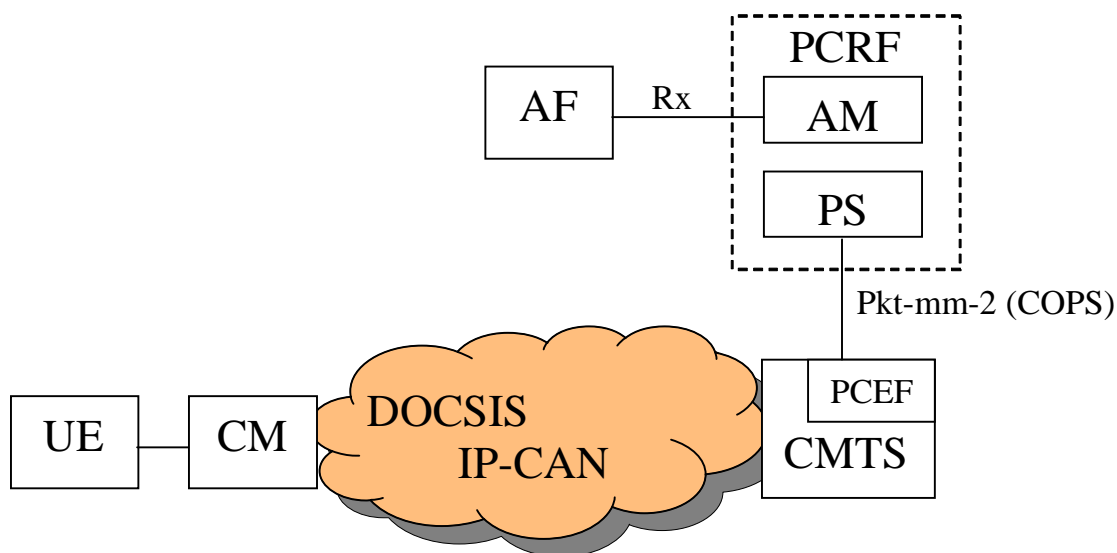 PCRF
AF
Rx
AM
PS
Pkt-mm-2 (COPS)
PCEF
UE
CM
DOCSIS
IP-CAN
CMTS